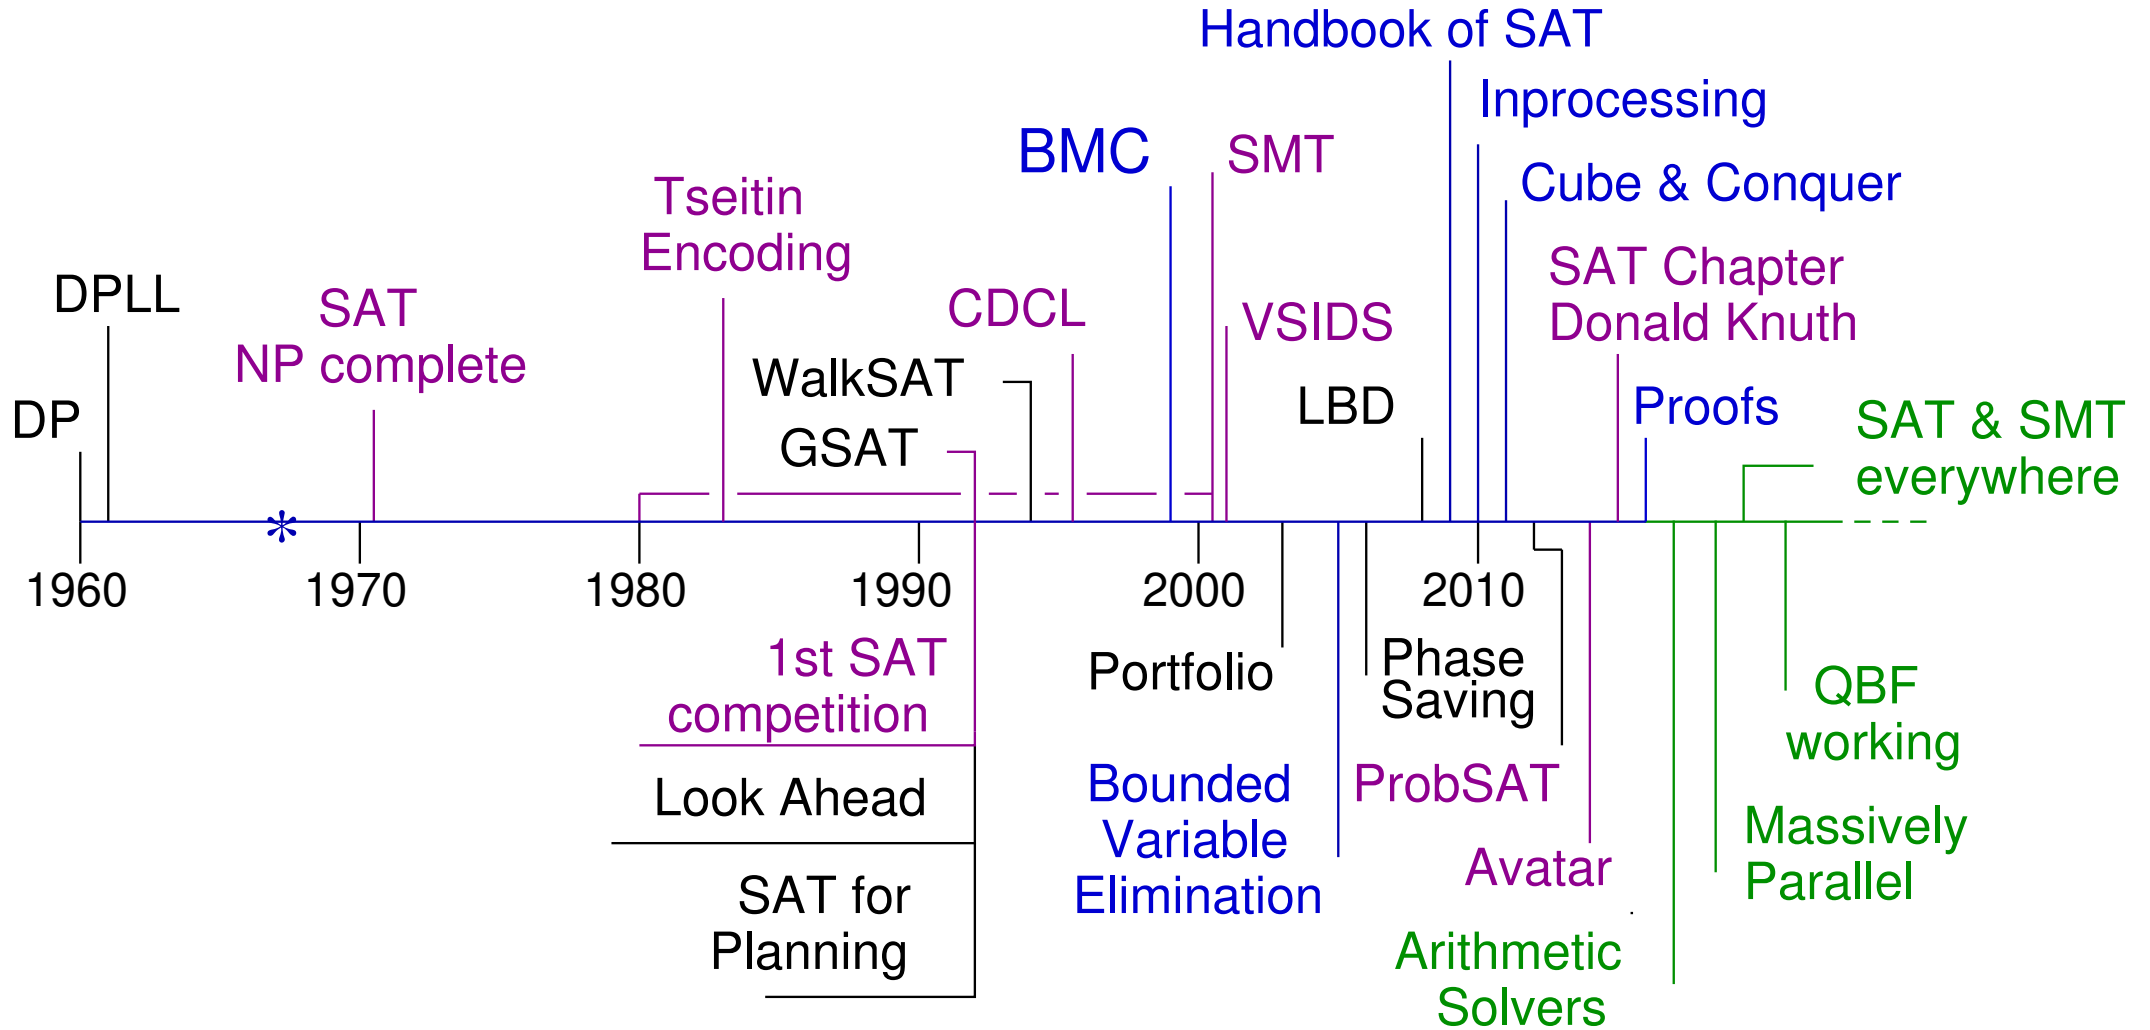 Handbook of SAT
Inprocessing
BMC
SMT
Cube & Conquer
Tseitin
Encoding
SAT Chapter
Donald Knuth
DPLL
SAT
NP complete
CDCL
VSIDS
WalkSAT
GSAT
LBD
Proofs
DP
SAT & SMT
everywhere
*
1960
1970
1980
1990
2000
2010
1st SAT
competition
Portfolio
Phase
Saving
QBF
working
Look Ahead
Bounded
Variable
Elimination
ProbSAT
Massively
Parallel
Avatar
SAT for
Planning
Arithmetic
Solvers